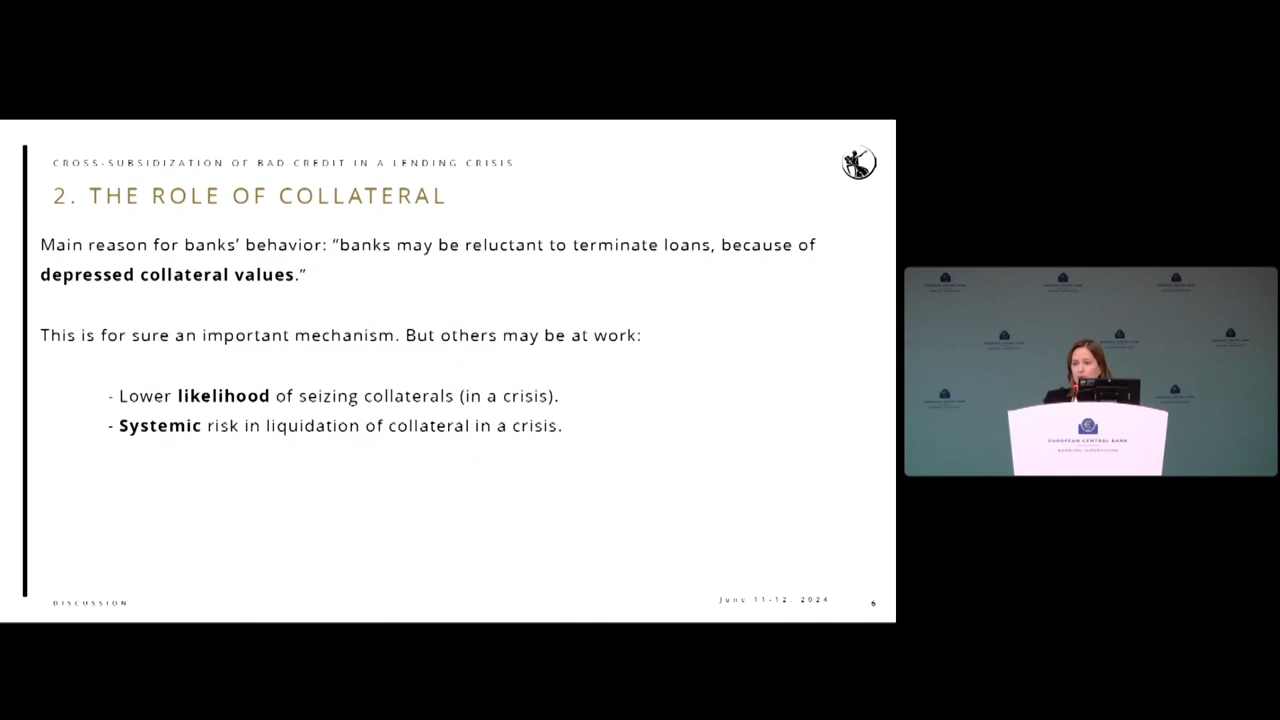 CROSS-SUBSIDIZATION OF BAD CREDIT IN A LENDING CRISIS
2. THE ROLE OF COLLATERAL
Main reason for banks’ behavior: “banks may be reluctant to terminate loans, because of
depressed collateral values.”
This is for sure an important mechanism. But others may be at work:
- Lower likelihood of seizing collaterals (in a crisis).
- Systemic risk in liquidation of collateral in a crisis.
DISCUSSION
June 11-12, 2024
6
EUROPEAN CENTRAL BANK
BANKING SUPERVISION